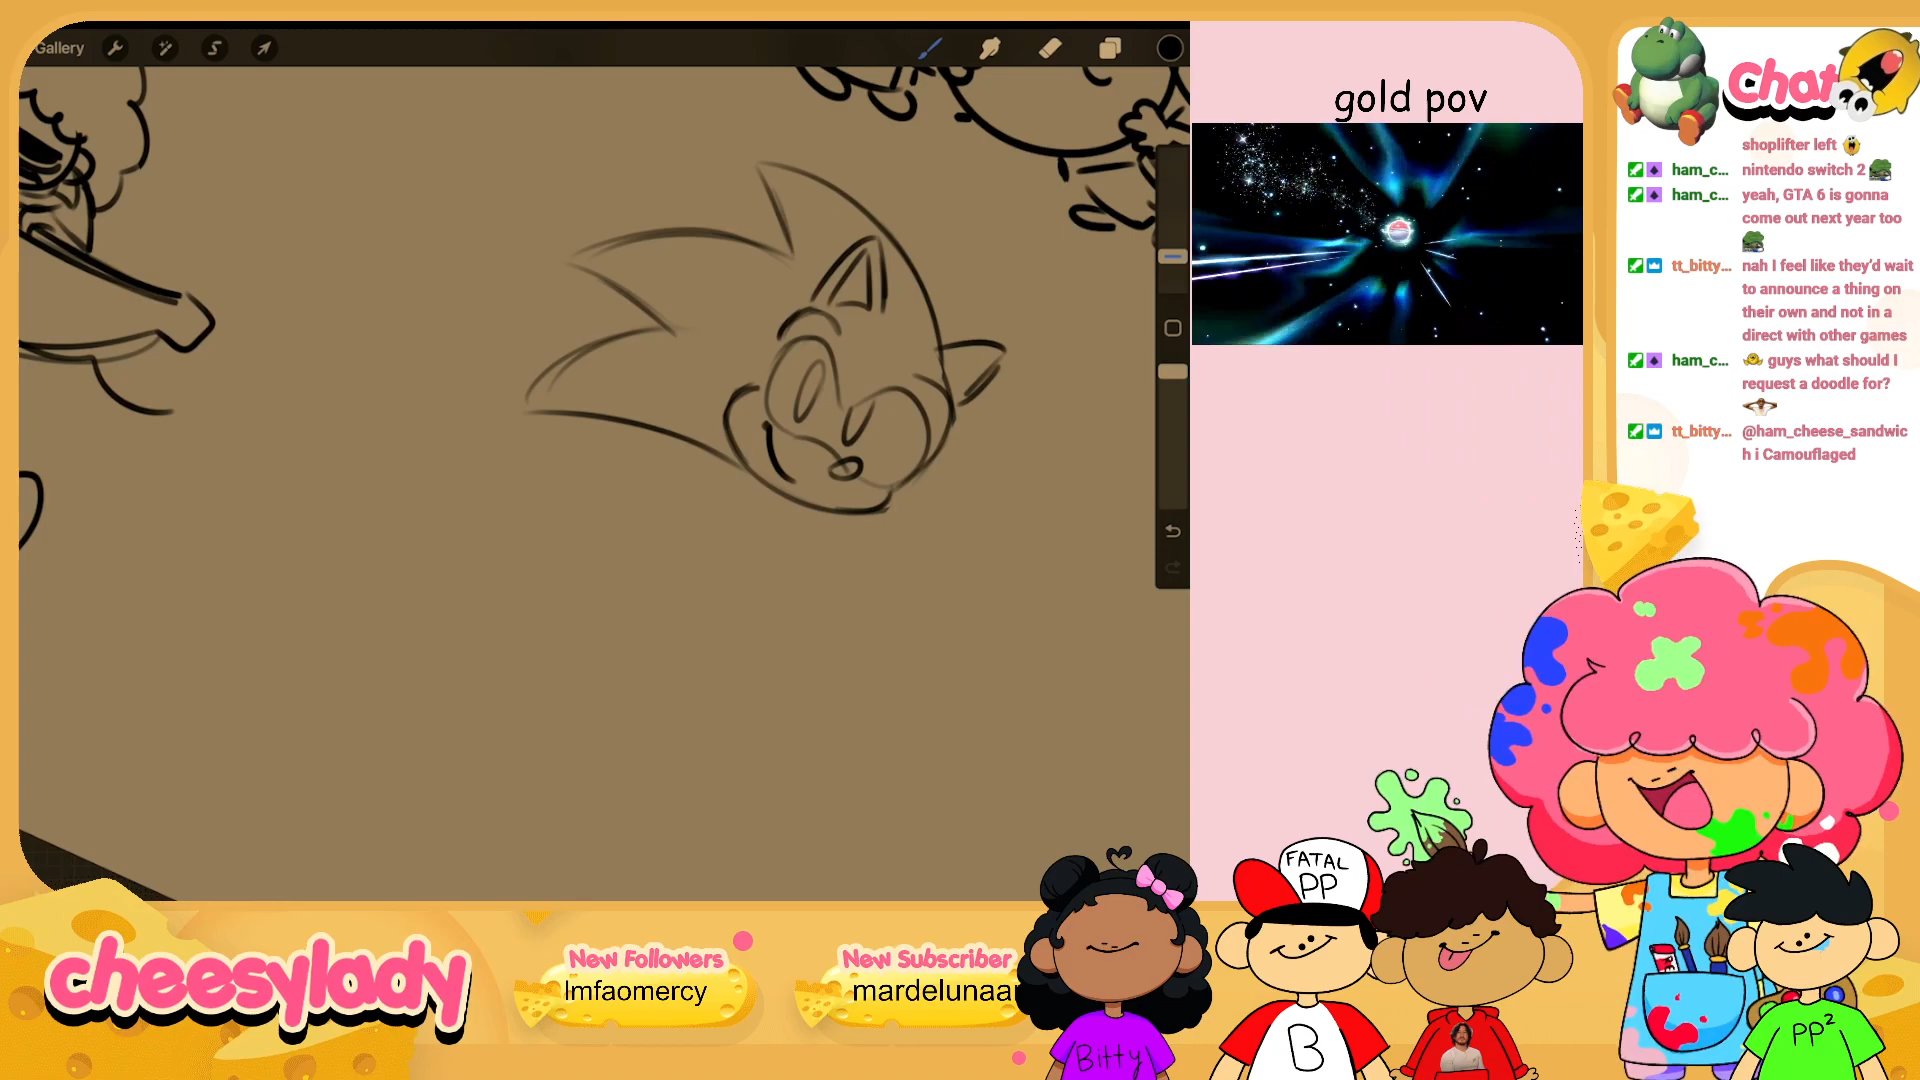 Gallery
gold pov
Chat
shoplifter left
ham_c... nintendo switch 2
ham_c... yeah, GTA 6 is gonna
come out next year too
tt_bitty... nah I feel like they'd wait
to announce a thing on
their own and not in a
direct with other games
ham_c... guys what should I
request a doodle for?
tt_bitty... @ham_cheese_sandwic
h i Camouflaged
FATAL
PP
cheesylady
New Followers
lmfaomercy
New Subscriber
mardelunaar
Bitty
B
PP²